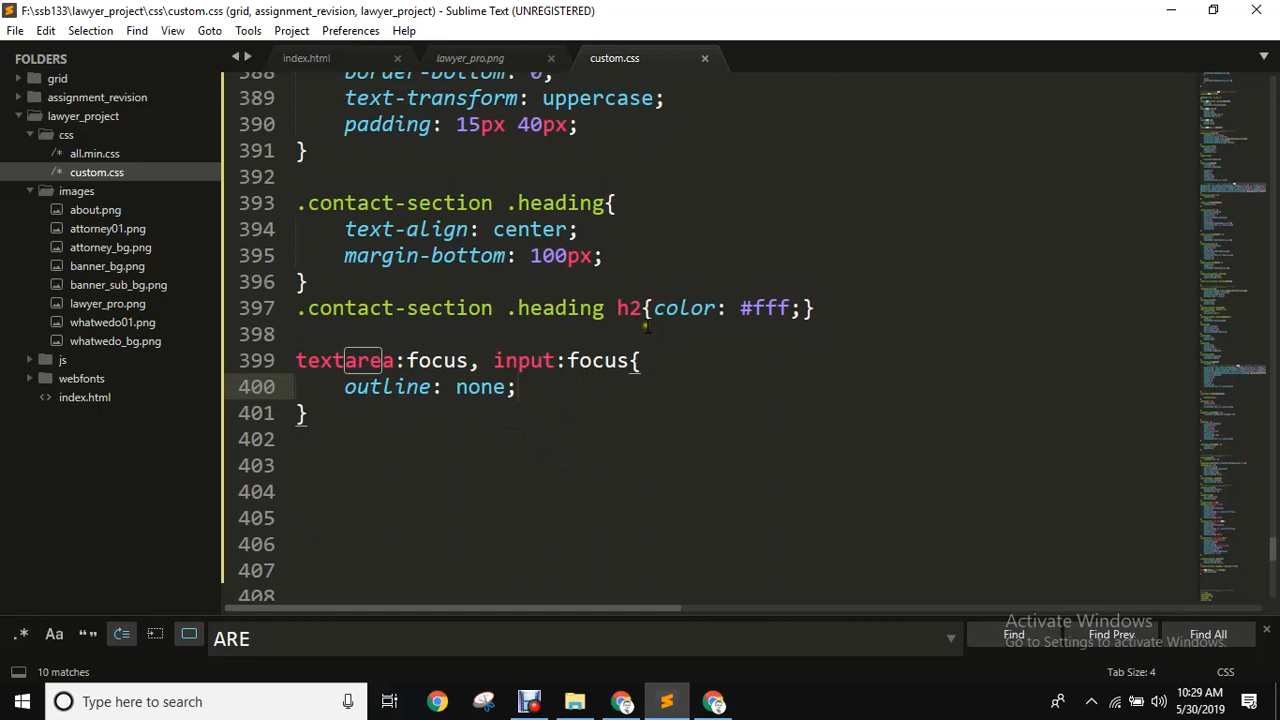 F:\ssb133\lawyer_project\css\custom.css (grid, assignment_revision, lawyer_project) - Sublime Text (UNREGISTERED)
File Edit Selection Find View Goto Tools Project Preferences Help
FOLDERS
grid
assignment_revision
lawyer_project
css
/* all.min.css
/* custom.css
images
about.png
attorney01.png
attorney_bg.png
banner_bg.png
banner_sub_bg.png
lawyer_pro.png
whatwedo01.png
whatwedo_bg.png
js
webfonts
index.html
index.html
lawyer_pro.png
custom.css
388 border-bottom: 0;
389 text-transform: uppercase;
390 padding: 15px 40px;
391 }
392
393 .contact-section .heading{
394 text-align: center;
395 margin-bottom: 100px;
396 }
397 .contact-section .heading h2{color: #fff;}
398
399 textarea:focus, input:focus{
400 outline: none;
401 }
402
403
404
405
406
407
408
.* Aa “” ARE
Find Find Prev Find All
Activate Windows
Go to Settings to activate Windows.
10 matches
Tab Size: 4 CSS
Type here to search
10:29 AM
5/30/2019